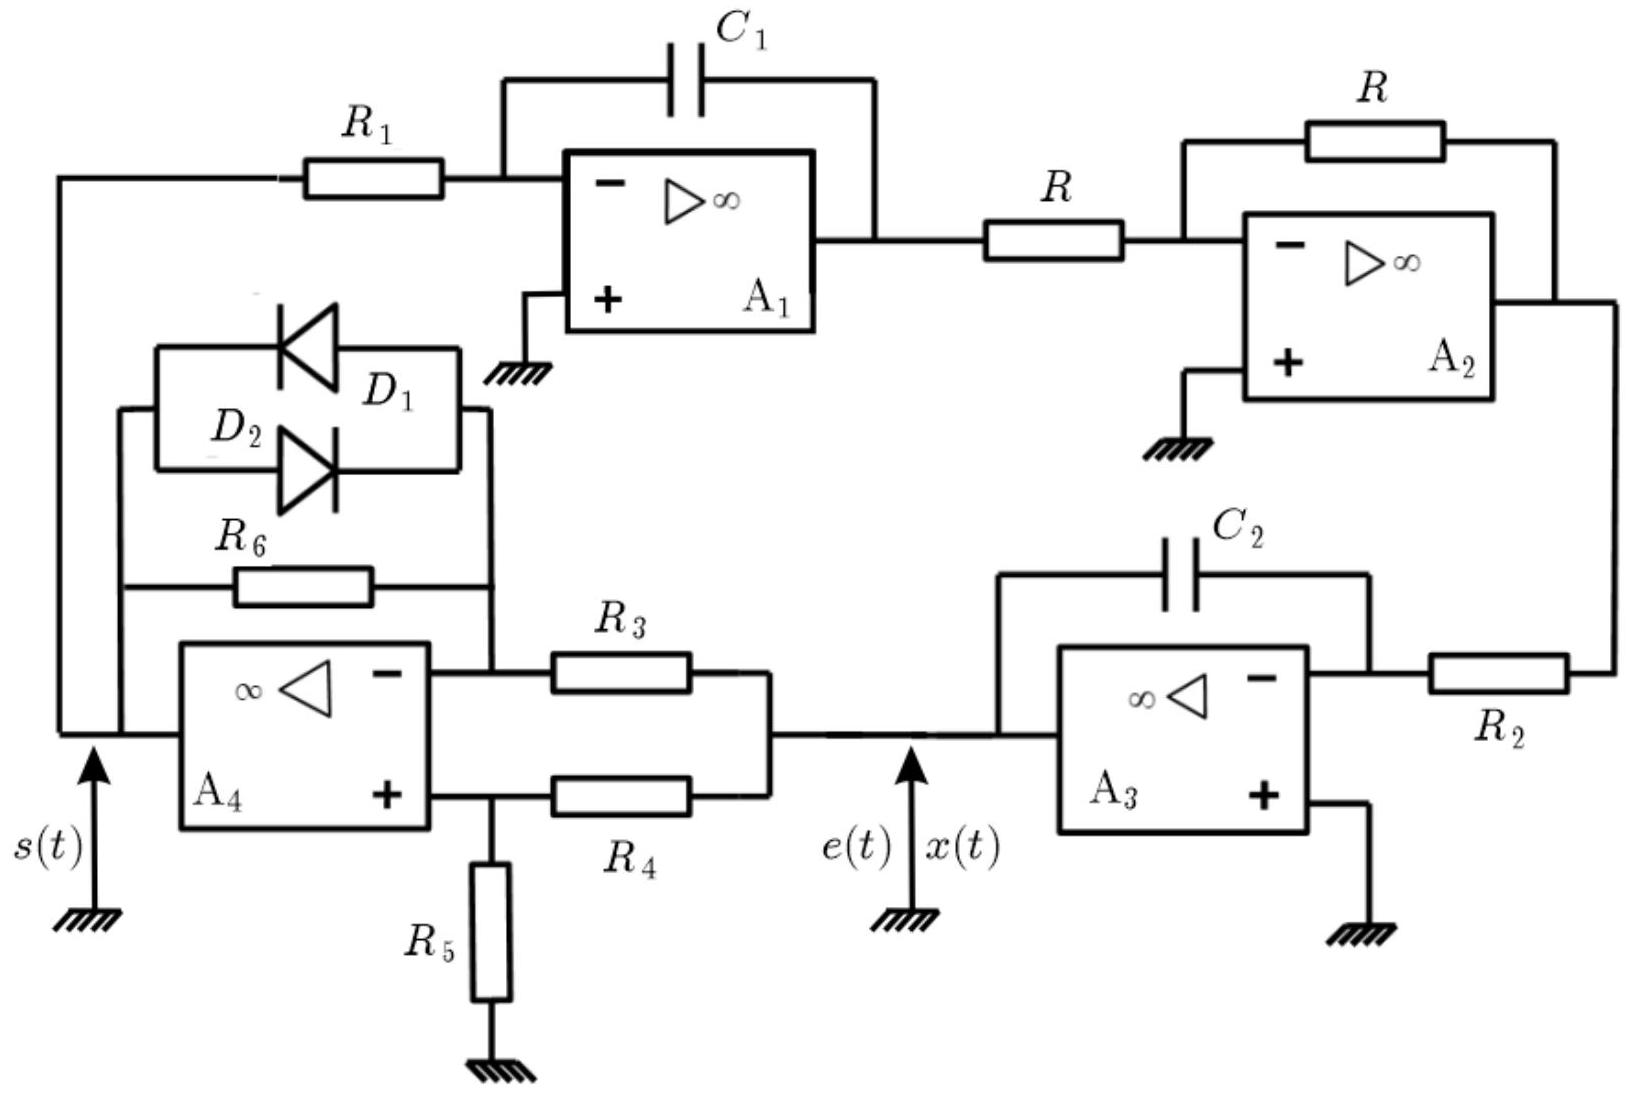 C₁
R₁
R
− ▷∞
+
A₁
R
− ▷∞
+
A₂
D₁
D₂
R₆
∞◁ −
A₄ +
R₃
R₄
R₅
C₂
∞◁ −
A₃ +
R₂
s(t)
e(t) x(t)